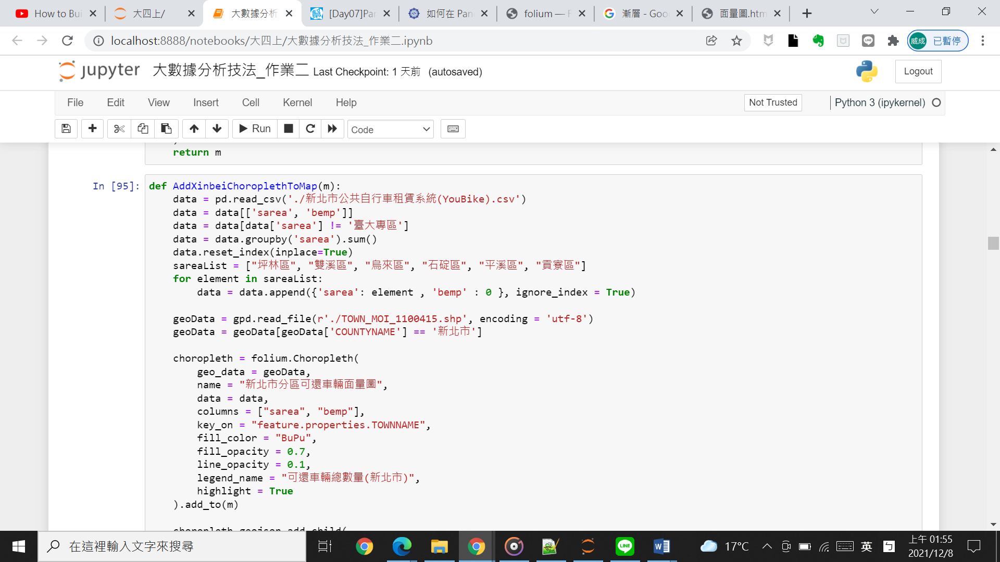 How to Bui
大四上/
大數據分析
[Day07]Pan
如何在 Pan
folium — F
漸層 - Goo
面量圖.htm
localhost:8888/notebooks/大四上/大數據分析技法_作業二.ipynb
威成 已暫停
jupyter 大數據分析技法_作業二 Last Checkpoint: 1 天前 (autosaved)
Logout
File Edit View Insert Cell Kernel Help
Not Trusted
Python 3 (ipykernel)
Run
Code
return m
In [95]:
def AddXinbeiChoroplethToMap(m):
data = pd.read_csv('./新北市公共自行車租賃系統(YouBike).csv')
data = data[['sarea', 'bemp']]
data = data[data['sarea'] != '臺大專區']
data = data.groupby('sarea').sum()
data.reset_index(inplace=True)
sareaList = ["坪林區", "雙溪區", "烏來區", "石碇區", "平溪區", "貢寮區"]
for element in sareaList:
data = data.append({'sarea': element , 'bemp' : 0 }, ignore_index = True)
geoData = gpd.read_file(r'./TOWN_MOI_1100415.shp', encoding = 'utf-8')
geoData = geoData[geoData['COUNTYNAME'] == '新北市']
choropleth = folium.Choropleth(
geo_data = geoData,
name = "新北市分區可還車輛面量圖",
data = data,
columns = ["sarea", "bemp"],
key_on = "feature.properties.TOWNNAME",
fill_color = "BuPu",
fill_opacity = 0.7,
line_opacity = 0.1,
legend_name = "可還車輛總數量(新北市)",
highlight = True
).add_to(m)
choropleth.geojson.add_child(
在這裡輸入文字來搜尋
LINE
17°C
英
ㄅ
上午 01:55
2021/12/8